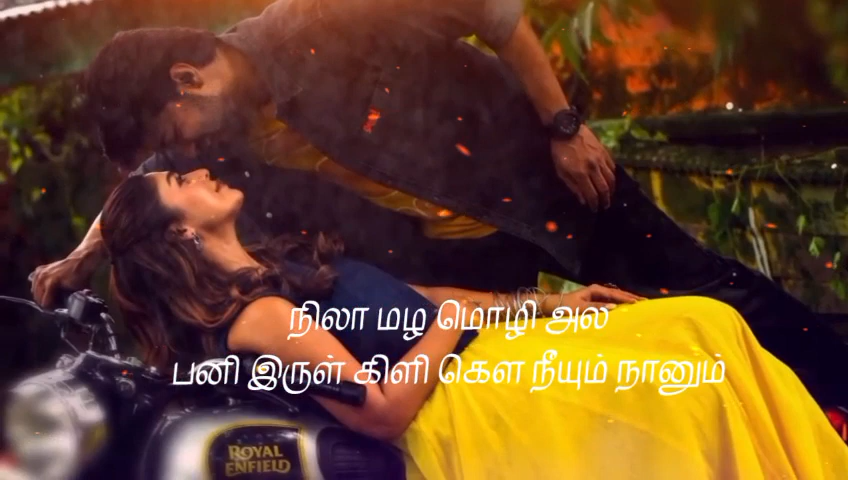 நிலா மழ மொழி அல
பனி இருள் கிளி கௌ நீயும் நானும்
ROYAL
ENFIELD